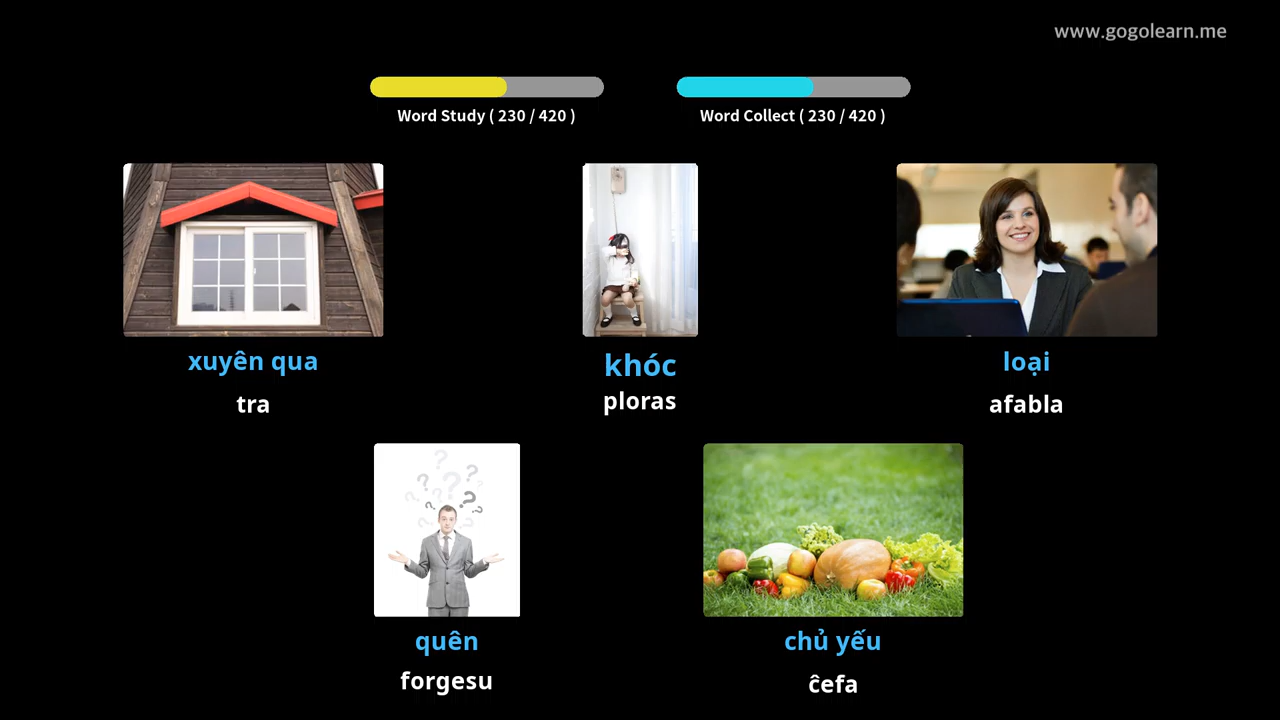 www.gogolearn.me
Word Study ( 230 / 420 )
Word Collect ( 230 / 420 )
xuyên qua
tra
khóc
ploras
loại
afabla
quên
forgesu
chủ yếu
ĉefa